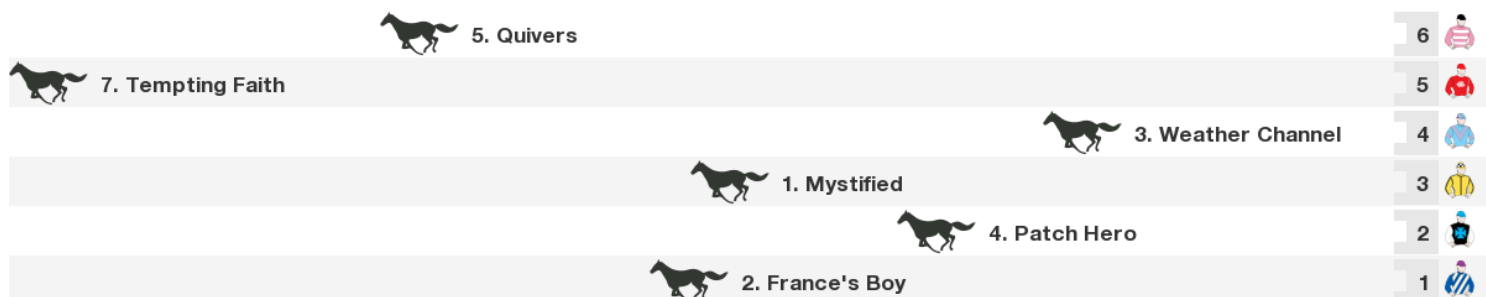 5. Quivers 6
7. Tempting Faith 5
3. Weather Channel 4
1. Mystified 3
4. Patch Hero 2
2. France's Boy 1